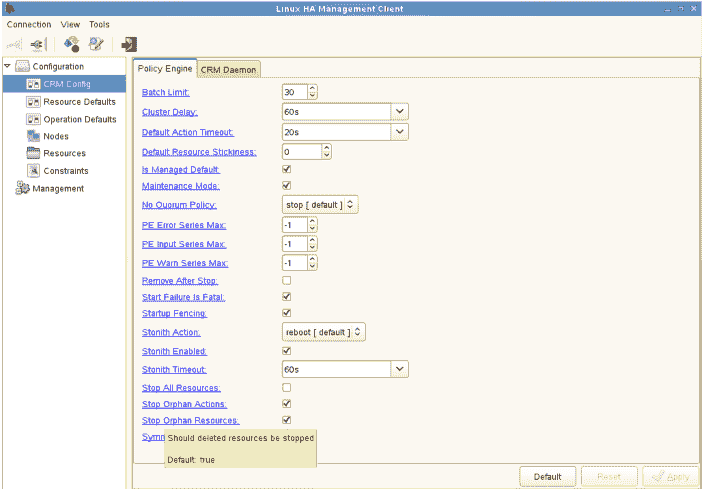 Linux HA Management Client
Connection View Tools
Configuration
CRM Config
Resource Defaults
Operation Defaults
Nodes
Resources
Constraints
Management
Policy Engine CRM Daemon
Batch Limit: 30
Cluster Delay: 60s
Default Action Timeout: 20s
Default Resource Stickiness: 0
Is Managed Default:
Maintenance Mode:
No Quorum Policy: stop [ default ]
PE Error Series Max: -1
PE Input Series Max: -1
PE Warn Series Max: -1
Remove After Stop:
Start Failure Is Fatal:
Startup Fencing:
Stonith Action: reboot [ default ]
Stonith Enabled:
Stonith Timeout: 60s
Stop All Resources:
Stop Orphan Actions:
Stop Orphan Resources:
Symm
Should deleted resources be stopped
Default: true
Default Reset Apply